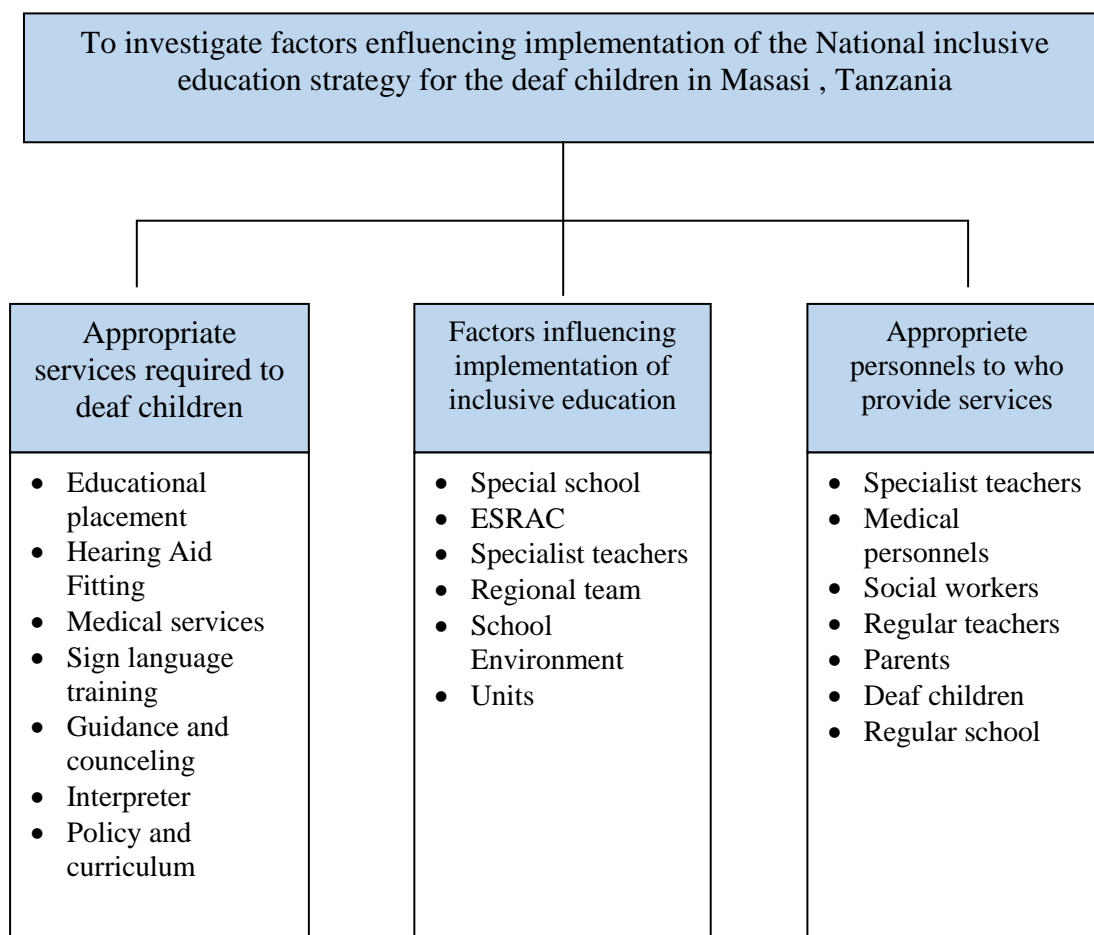 To investigate factors enfluencing implementation of the National inclusive
education strategy for the deaf children in Masasi , Tanzania
Appropriate
services required to
deaf children
• Educational
placement
• Hearing Aid
Fitting
• Medical services
• Sign language
training
• Guidance and
counceling
• Interpreter
• Policy and
curriculum
Factors influencing
implementation of
inclusive education
• Special school
• ESRAC
• Specialist teachers
• Regional team
• School
Environment
• Units
Appropriete
personnels to who
provide services
• Specialist teachers
• Medical
personnels
• Social workers
• Regular teachers
• Parents
• Deaf children
• Regular school